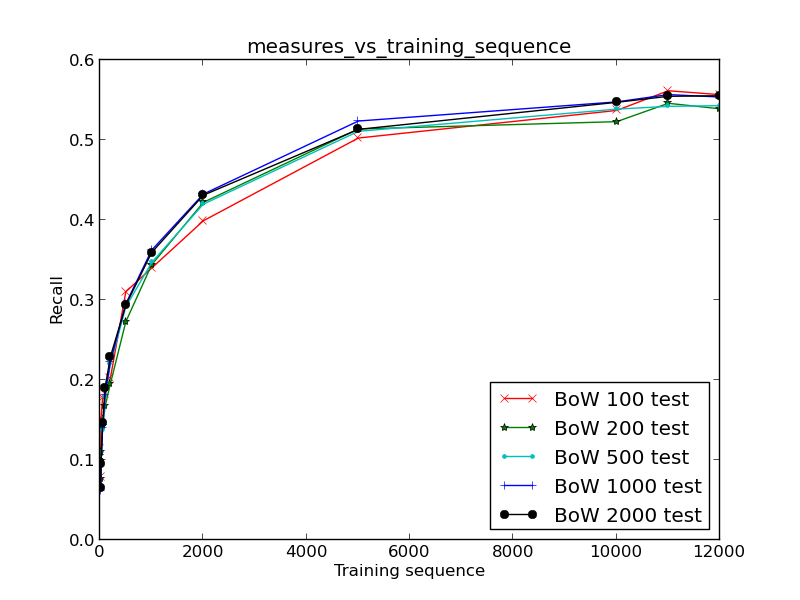 measures_vs_training_sequence
0.6
0.5
0.4
0.3
0.2
0.1
0.0
Recall
0
2000
4000
6000
8000
10000
12000
Training sequence
BoW 100 test
BoW 200 test
BoW 500 test
BoW 1000 test
BoW 2000 test